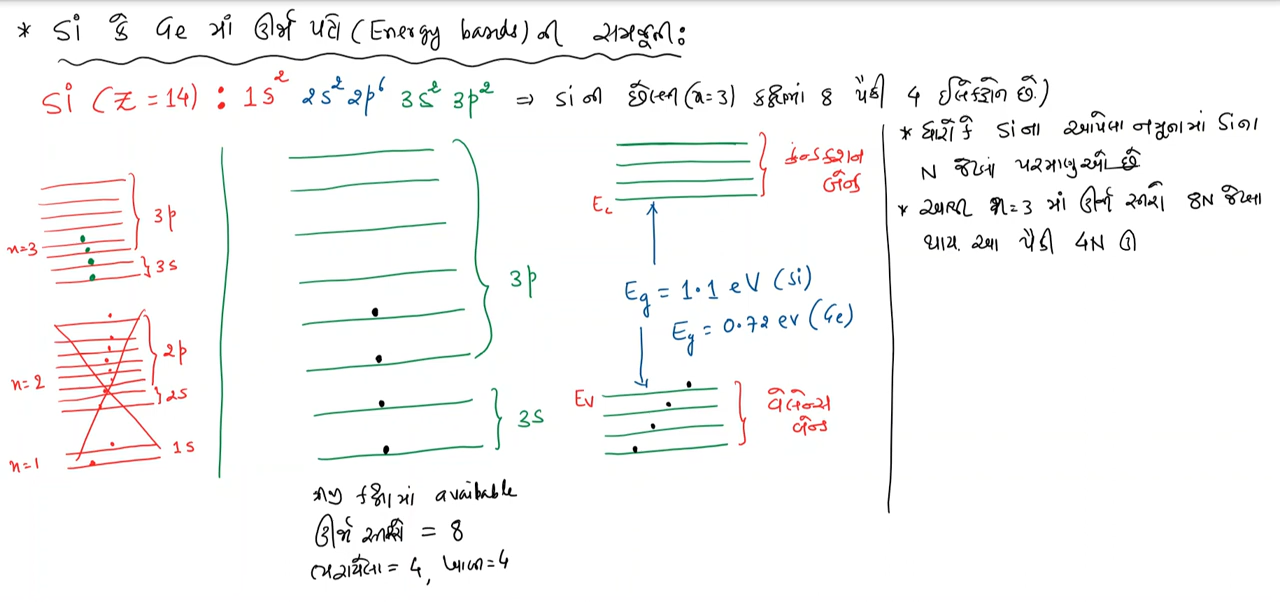 * Si કે Ge માં ઊર્જા પટો (Energy bands) ની સમજૂતી:
Si (Z=14) : 1s² 2s² 2p⁶ 3s² 3p² ⇒ Si ની છેલ્લી (n=3) કક્ષામાં 8 પૈકી 4 ઇલેક્ટ્રોન છે.)
3p
n=3
3s
2p
n=2
2s
1s
n=1
3p
3s
ત્રીજી કક્ષામાં availbable
ઊર્જા સ્તરો = 8
ભરાયેલા = 4, ખાલી=4
કન્ડક્શન
બૅન્ડ
Ec
Eg = 1.1 eV (Si)
Eg = 0.72 ev (Ge)
Ev
વેલેન્સ
બૅન્ડ
* ધારો કે Si ના આપેલા નમૂનામાં Si ના
N જેટલાં પરમાણુઓ છે
* આથી n=3 માં ઊર્જા સ્તરો 8N જેટલા
થાય. આ પૈકી 4N ઊ